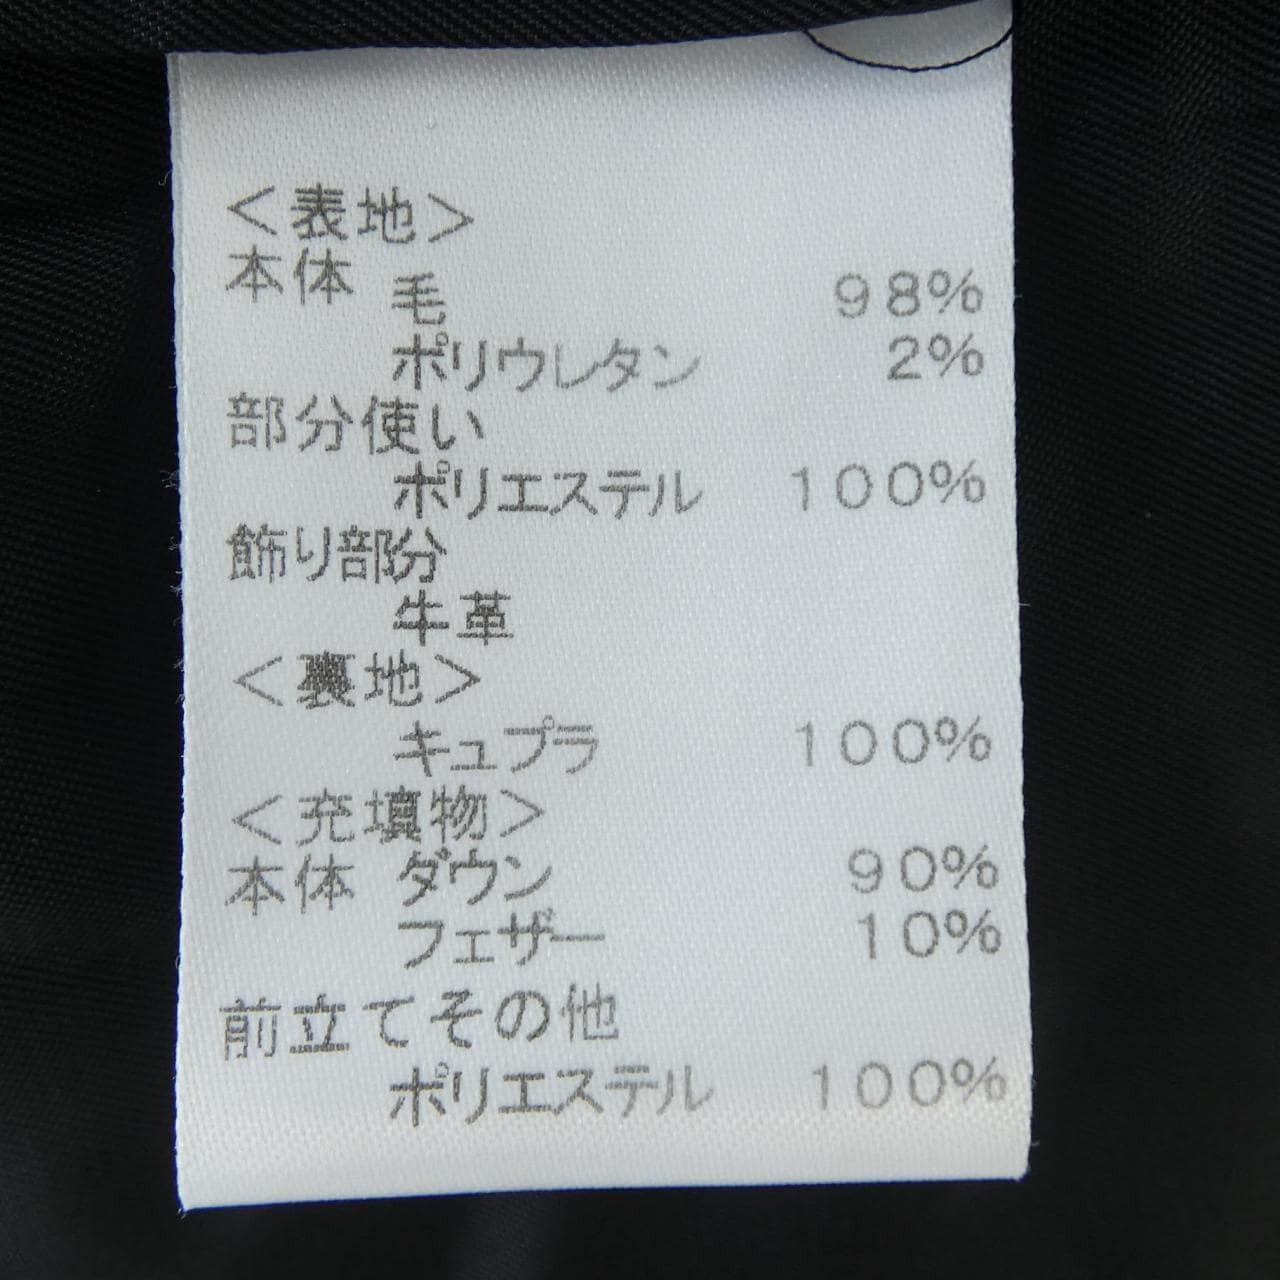 ＜表地＞
本体 毛 98%
ポリウレタン 2%
部分使い
ポリエステル 100%
飾り部分
牛革
＜裏地＞
キュプラ 100%
＜充填物＞
本体 ダウン 90%
フェザー 10%
前立てその他
ポリエステル 100%